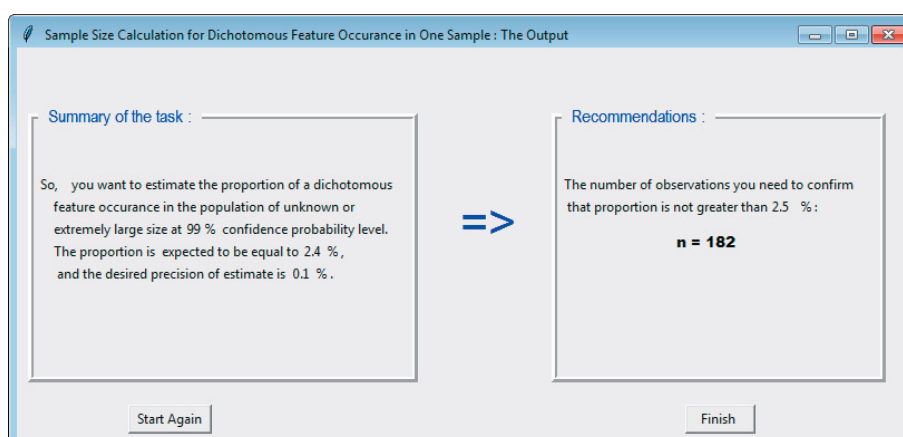 Sample Size Calculation for Dichotomous Feature Occurance in One Sample : The Output
Summary of the task :
So, you want to estimate the proportion of a dichotomous
feature occurance in the population of unknown or
extremely large size at 99 % confidence probability level.
The proportion is expected to be equal to 2.4 %,
and the desired precision of estimate is 0.1 %.
=>
Recommendations :
The number of observations you need to confirm
that proportion is not greater than 2.5 %:
n = 182
Start Again
Finish